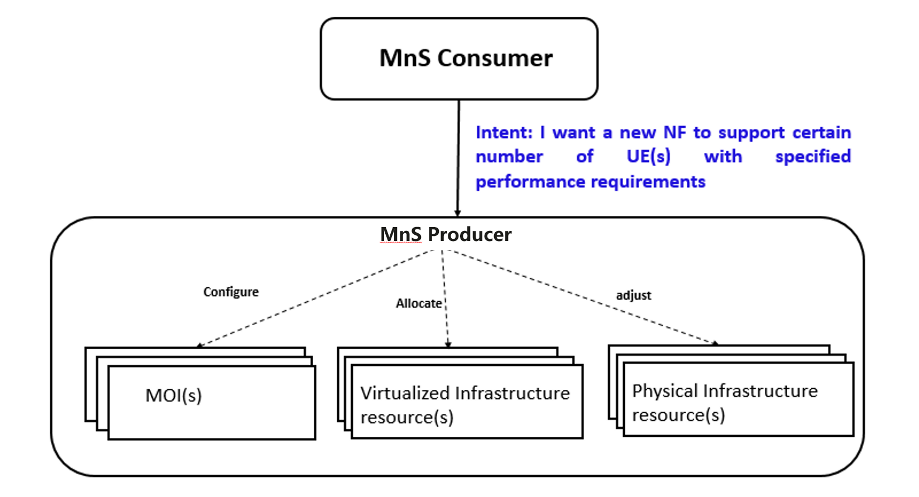 MnS Consumer
Intent: I want a new NF to support certain
number of UE(s) with specified
performance requirements
MnS Producer
Configure
Allocate
adjust
MOI(s)
Virtualized Infrastructure
resource(s)
Physical Infrastructure
resource(s)